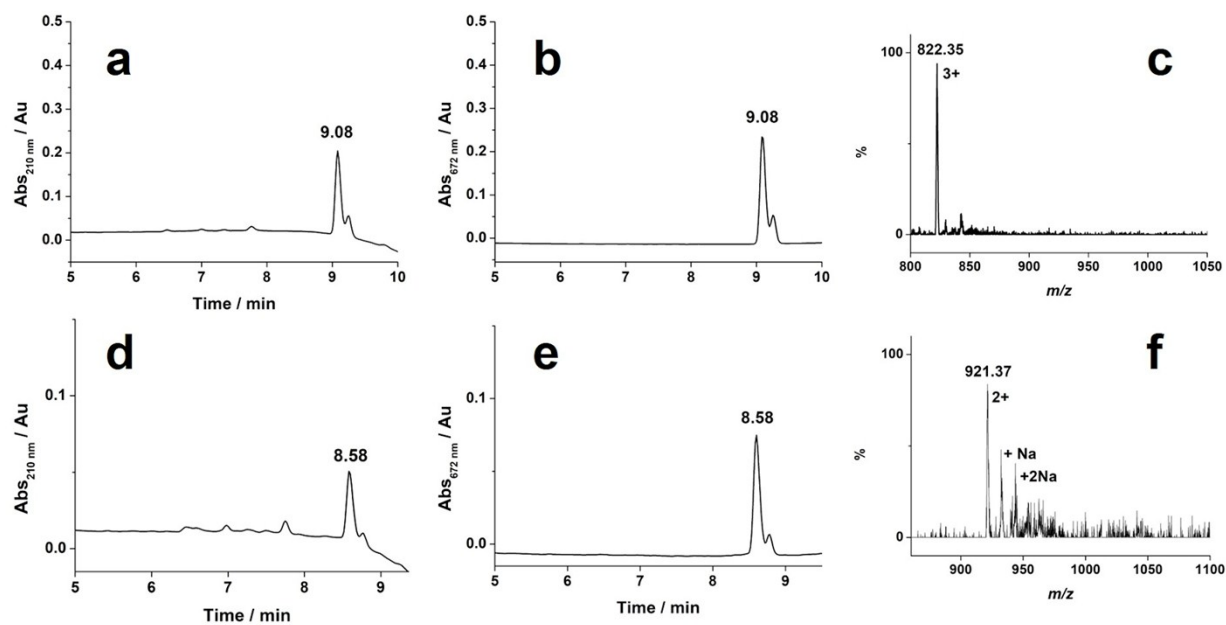 a
0.5
0.4
0.3
0.2
0.1
0.0
Abs210 nm / Au
9.08
5 6 7 8 9 10
Time / min
b
0.5
0.4
0.3
0.2
0.1
0.0
Abs672 nm / Au
9.08
5 6 7 8 9 10
Time / min
c
100
0
%
822.35
3+
800 850 900 950 1000 1050
m/z
d
0.1
0.0
Abs210 nm / Au
8.58
5 6 7 8 9
Time / min
e
0.1
0.0
Abs672 nm / Au
8.58
5 6 7 8 9
Time / min
f
100
0
%
921.37
2+
+ Na
+2Na
900 950 1000 1050 1100
m/z